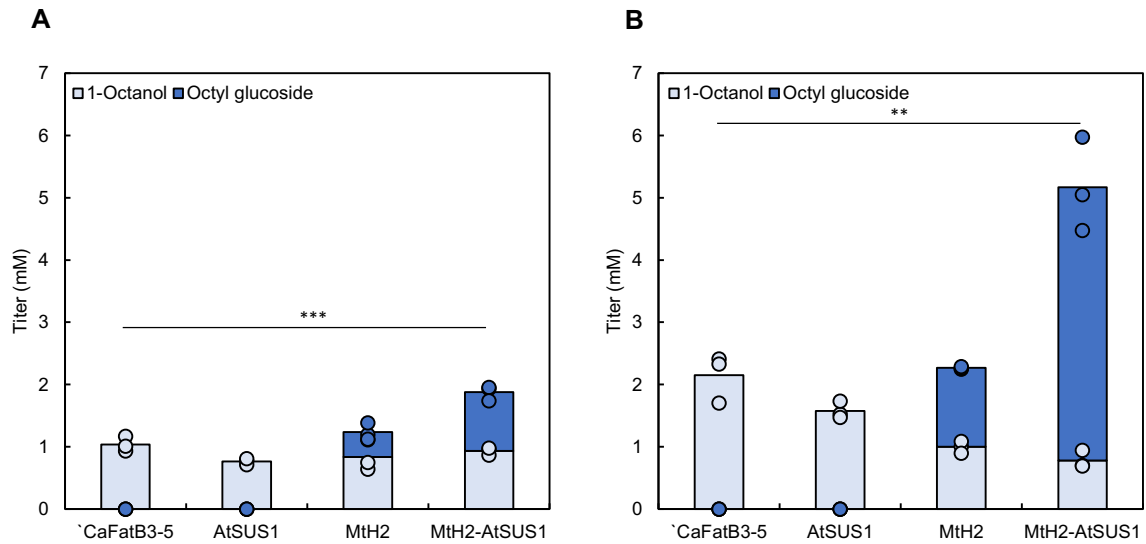 A
7
1-Octanol Octyl glucoside
6
5
4
Titer (mM)
3
***
2
1
0
`CaFatB3-5 AtSUS1 MtH2 MtH2-AtSUS1
B
7
1-Octanol Octyl glucoside
**
6
5
4
Titer (mM)
3
2
1
0
`CaFatB3-5 AtSUS1 MtH2 MtH2-AtSUS1